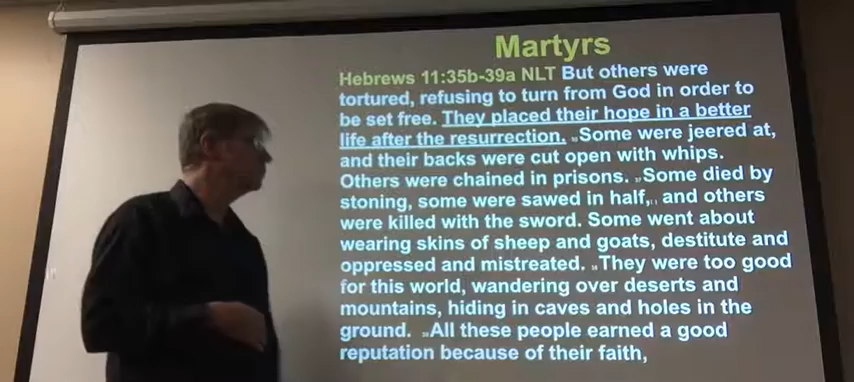 Martyrs
Hebrews 11:35b-39a NLT But others were
tortured, refusing to turn from God in order to
be set free. They placed their hope in a better
life after the resurrection. Some were jeered at,
and their backs were cut open with whips.
Others were chained in prisons. Some died by
stoning, some were sawed in half, and others
were killed with the sword. Some went about
wearing skins of sheep and goats, destitute and
oppressed and mistreated. They were too good
for this world, wandering over deserts and
mountains, hiding in caves and holes in the
ground. All these people earned a good
reputation because of their faith,